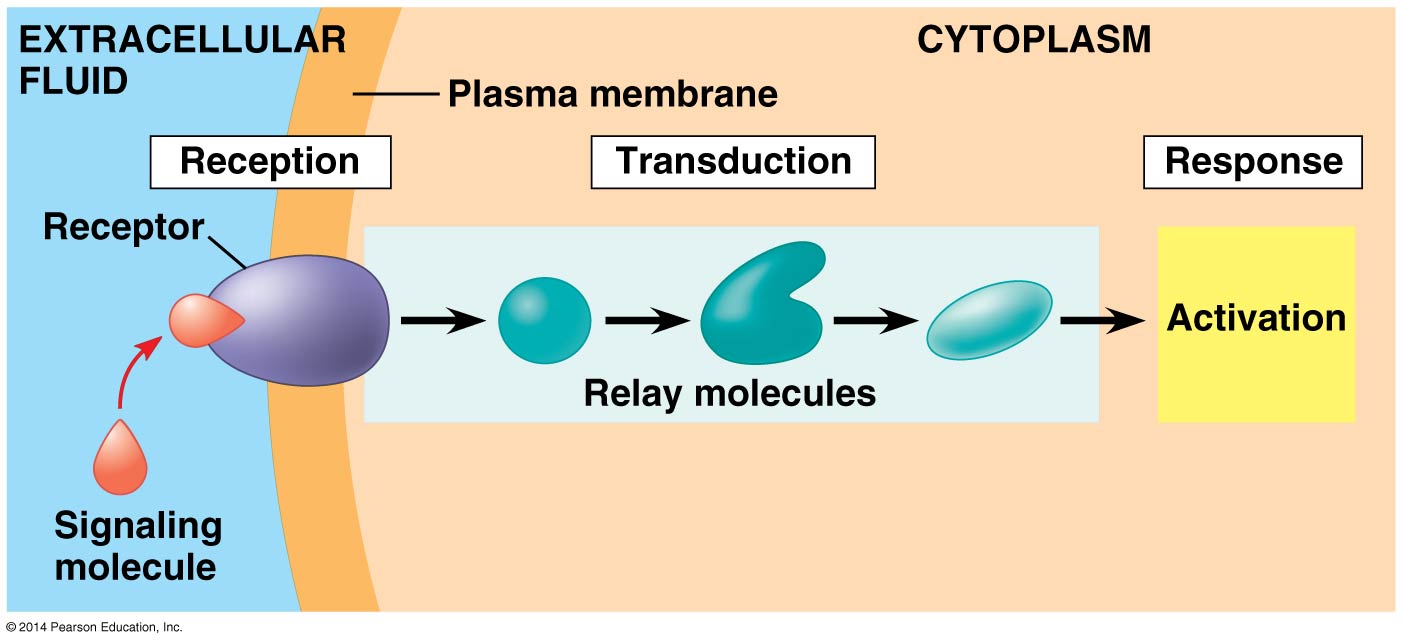 EXTRACELLULAR
FLUID
CYTOPLASM
Plasma membrane
Reception
Transduction
Response
Receptor
Activation
Relay molecules
Signaling
molecule
© 2014 Pearson Education, Inc.